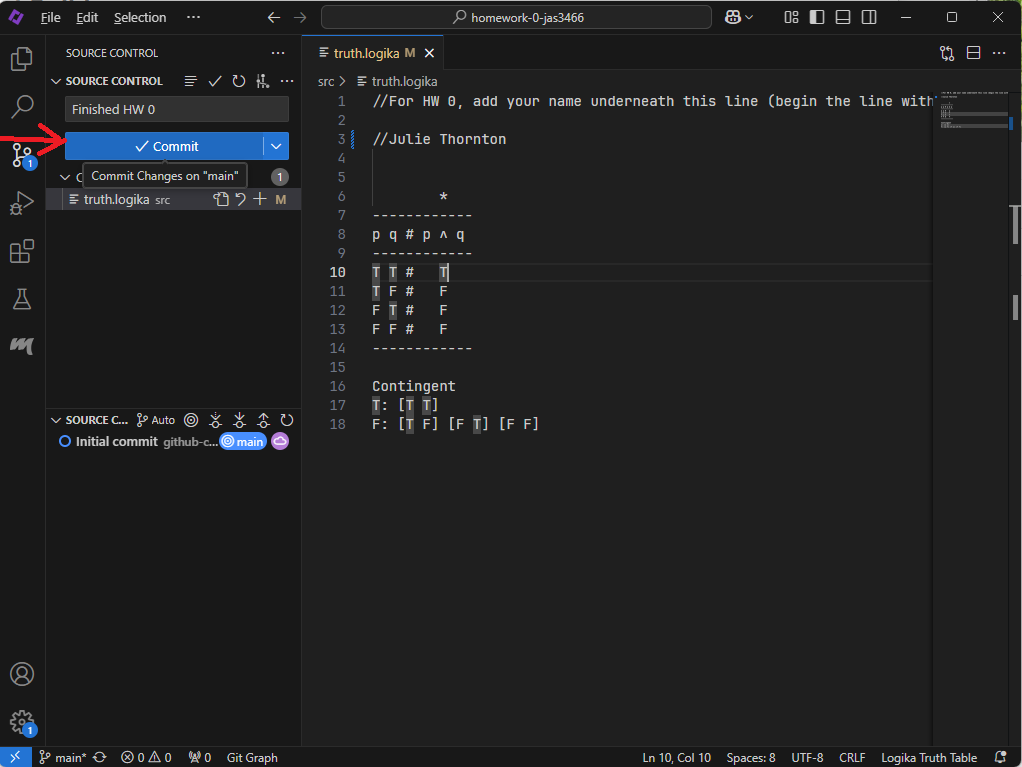 File Edit Selection ··· homework-0-jas3466
SOURCE CONTROL ···
SOURCE CONTROL ···
Finished HW 0
Commit
Commit Changes on "main"
C 1
truth.logika src M
SOURCE C... Auto
Initial commit github-c... main
truth.logika M
src > truth.logika
1 //For HW 0, add your name underneath this line (begin the line with
2
3 //Julie Thornton
4
5
6 *
7 ------------
8 p q # p ∧ q
9 ------------
10 T T # T
11 T F # F
12 F T # F
13 F F # F
14 ------------
15
16 Contingent
17 T: [T T]
18 F: [T F] [F T] [F F]
1
1
main* 0 0 0 Git Graph Ln 10, Col 10 Spaces: 8 UTF-8 CRLF Logika Truth Table